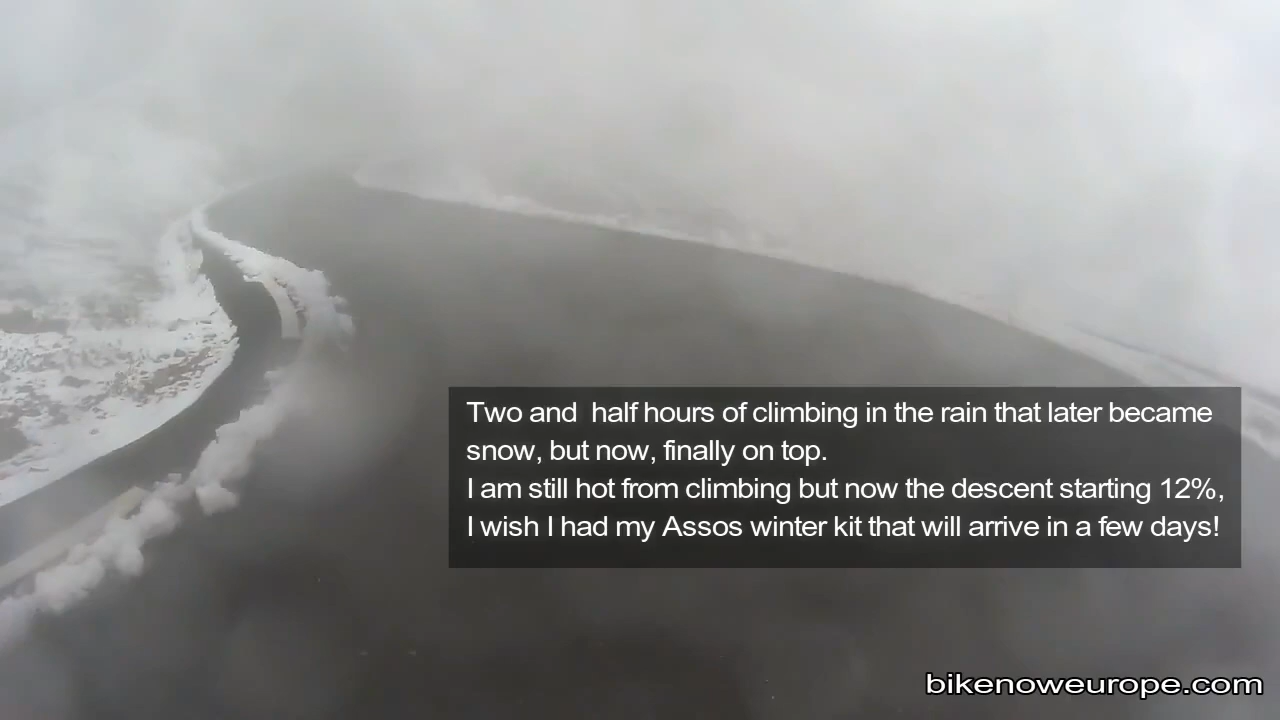 Two and  half hours of climbing in the rain that later became
snow, but now, finally on top.
I am still hot from climbing but now the descent starting 12%,
I wish I had my Assos winter kit that will arrive in a few days!
bikenoweurope.com